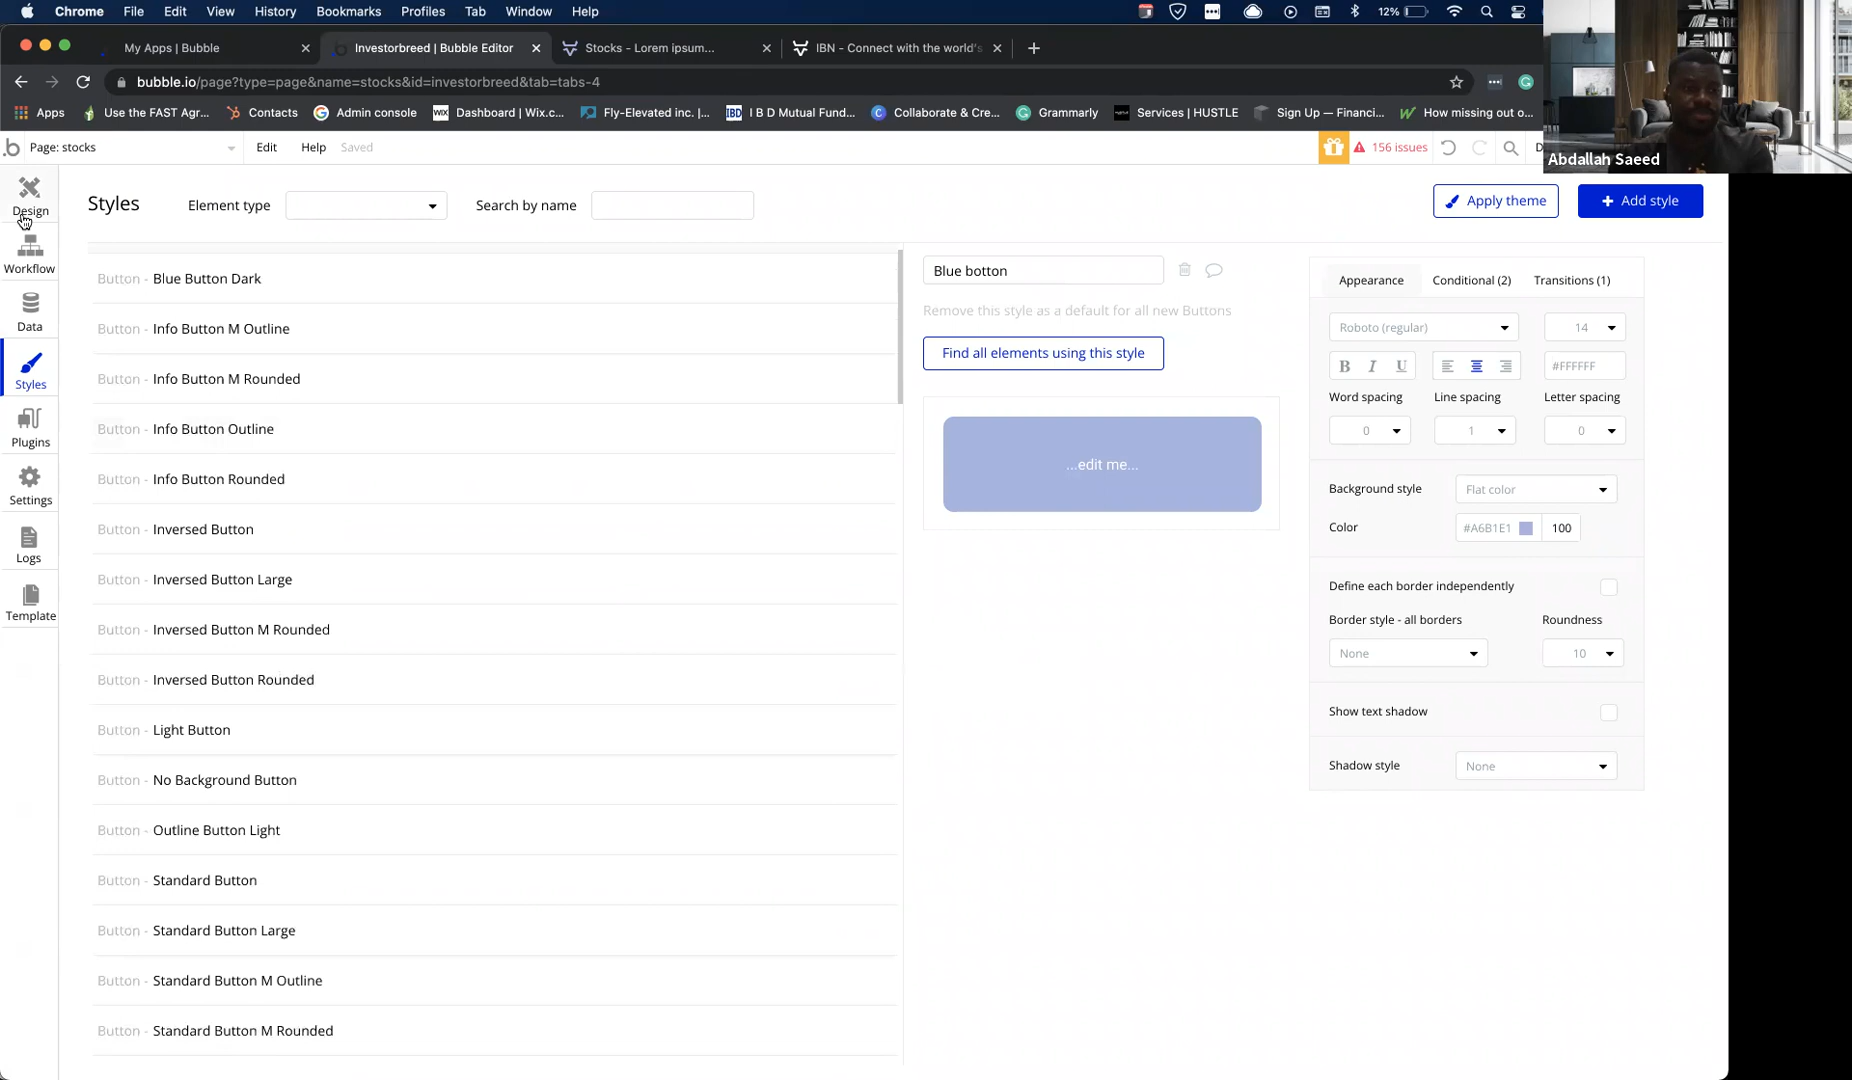 Chrome File Edit View History Bookmarks Profiles Tab Window Help 12%
My Apps | Bubble
Investorbreed | Bubble Editor
Stocks - Lorem ipsum...
IBN - Connect with the world's
bubble.io/page?type=page&name=stocks&id=investorbreed&tab=tabs-4
Apps Use the FAST Agr... Contacts Admin console WIX Dashboard | Wix.c... Fly-Elevated inc. |... IBD I B D Mutual Fund... Collaborate & Cre... Grammarly Services | HUSTLE Sign Up — Financi... How missing out o...
Page: stocks Edit Help Saved 156 issues D
Abdallah Saeed
Design
Workflow
Data
Styles
Plugins
Settings
Logs
Template
Styles Element type Search by name Apply theme + Add style
Button - Blue Button Dark
Button - Info Button M Outline
Button - Info Button M Rounded
Button - Info Button Outline
Button - Info Button Rounded
Button - Inversed Button
Button - Inversed Button Large
Button - Inversed Button M Rounded
Button - Inversed Button Rounded
Button - Light Button
Button - No Background Button
Button - Outline Button Light
Button - Standard Button
Button - Standard Button Large
Button - Standard Button M Outline
Button - Standard Button M Rounded
Blue botton
Remove this style as a default for all new Buttons
Find all elements using this style
...edit me...
Appearance Conditional (2) Transitions (1)
Roboto (regular) 14
B I U #FFFFFF
Word spacing Line spacing Letter spacing
0 1 0
Background style Flat color
Color #A6B1E1 100
Define each border independently
Border style - all borders Roundness
None 10
Show text shadow
Shadow style None